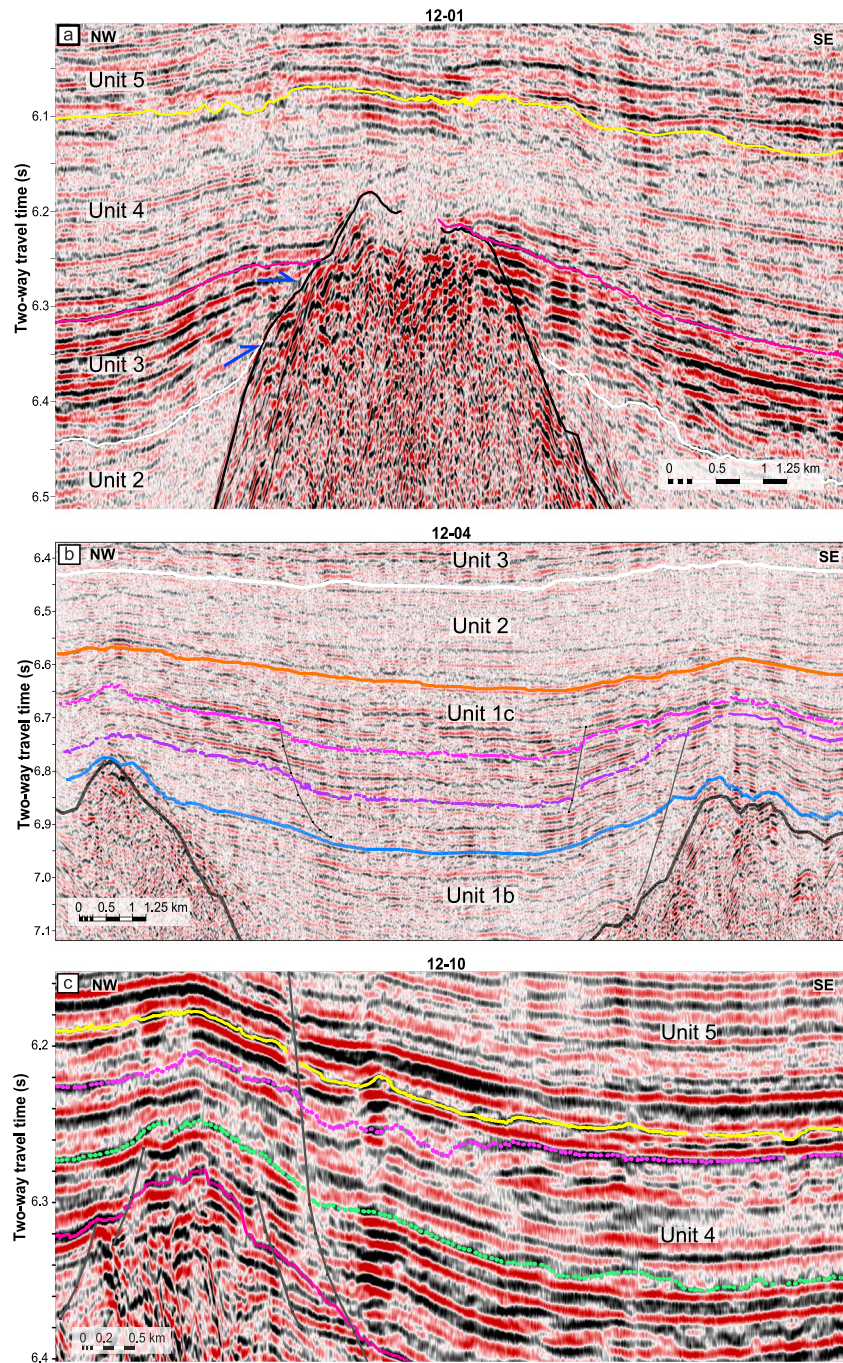 12-01
a NW SE
Unit 5
6.1
Unit 4
6.2
Two-way travel time (s)
6.3
Unit 3
6.4
0 0.5 1 1.25 km
Unit 2
6.5
12-04
b NW SE
6.4
Unit 3
6.5
Unit 2
6.6
Two-way travel time (s)
Unit 1c
6.7
6.8
6.9
7.0
Unit 1b
0 0.5 1 1.25 km
7.1
12-10
c NW SE
Unit 5
6.2
Two-way travel time (s)
6.3
Unit 4
0 0.2 0.5 km
6.4